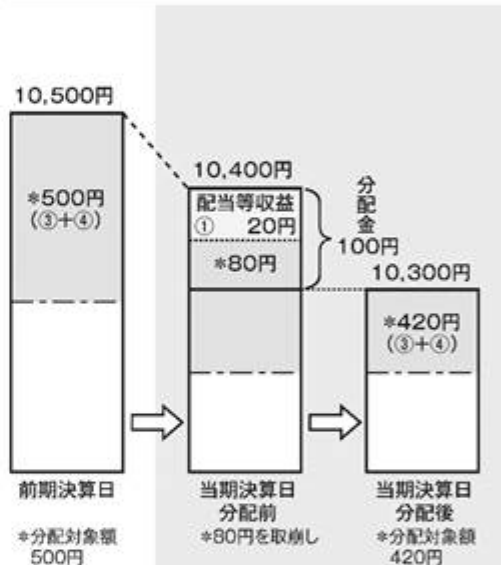 10,500円
*500円
(③+④)
10,400円
配当等収益
① 20円
*80円
分配金
100円
10,300円
*420円
(③+④)
前期決算日
*分配対象額
500円
当期決算日
分配前
*80円を取崩し
当期決算日
分配後
*分配対象額
420円